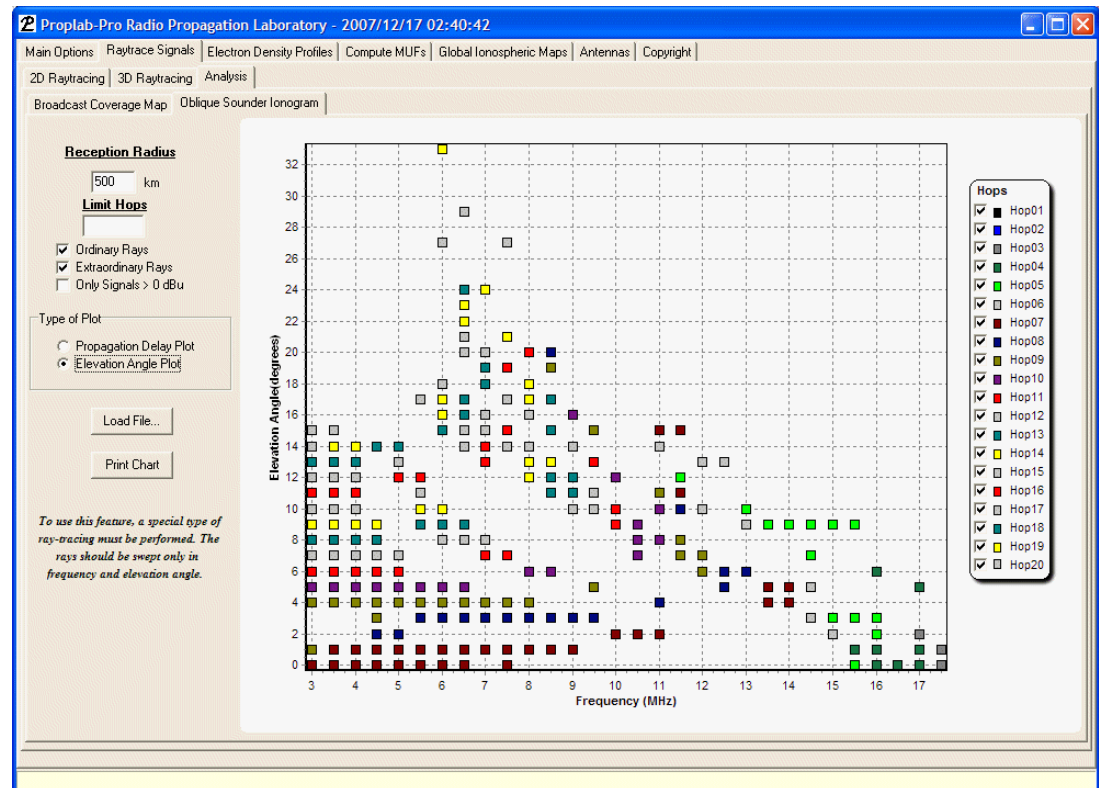 Proplab-Pro Radio Propagation Laboratory - 2007/12/17 02:40:42
Main Options Raytrace Signals Electron Density Profiles Compute MUFs Global Ionospheric Maps Antennas Copyright
2D Raytracing 3D Raytracing Analysis
Broadcast Coverage Map Oblique Sounder Ionogram
Reception Radius
500 km
Limit Hops
Ordinary Rays
Extraordinary Rays
Only Signals > 0 dBu
Type of Plot
Propagation Delay Plot
Elevation Angle Plot
Load File...
Print Chart
To use this feature, a special type of
ray-tracing must be performed. The
rays should be swept only in
frequency and elevation angle.
Elevation Angle(degrees)
32
30
28
26
24
22
20
18
16
14
12
10
8
6
4
2
0
3 4 5 6 7 8 9 10 11 12 13 14 15 16 17
Frequency (MHz)
Hops
Hop01
Hop02
Hop03
Hop04
Hop05
Hop06
Hop07
Hop08
Hop09
Hop10
Hop11
Hop12
Hop13
Hop14
Hop15
Hop16
Hop17
Hop18
Hop19
Hop20